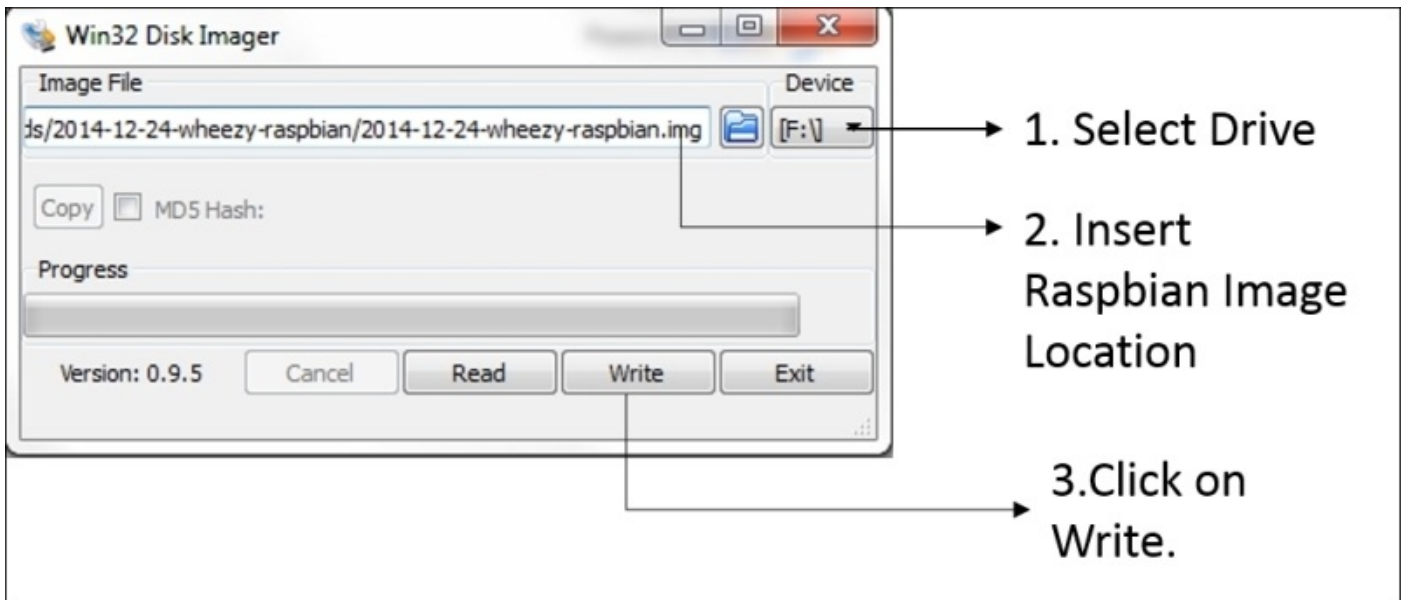 Win32 Disk Imager
Image File
Device
ds/2014-12-24-wheezy-raspbian/2014-12-24-wheezy-raspbian.img
[F:\]
1. Select Drive
Copy
MD5 Hash:
2. Insert
Raspbian Image
Location
Progress
Version: 0.9.5
Cancel
Read
Write
Exit
3.Click on
Write.